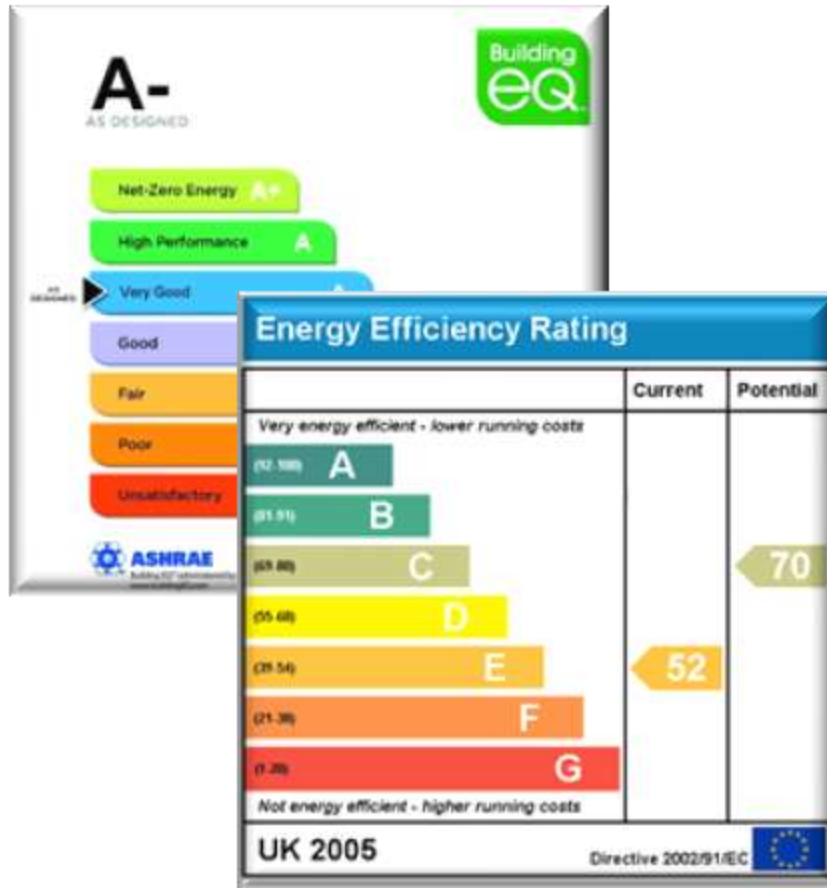 A-
AS DESIGNED
Building
eQ
Net-Zero Energy A+
High Performance A
AS
DESIGNED
Very Good
Good
Fair
Poor
Unsatisfactory
ASHRAE
Energy Efficiency Rating
Current Potential
Very energy efficient - lower running costs
(92-100) A
(81-91) B
(69-80) C 70
(55-68) D
(39-54) E 52
(21-38) F
(1-20) G
Not energy efficient - higher running costs
UK 2005
Directive 2002/91/EC